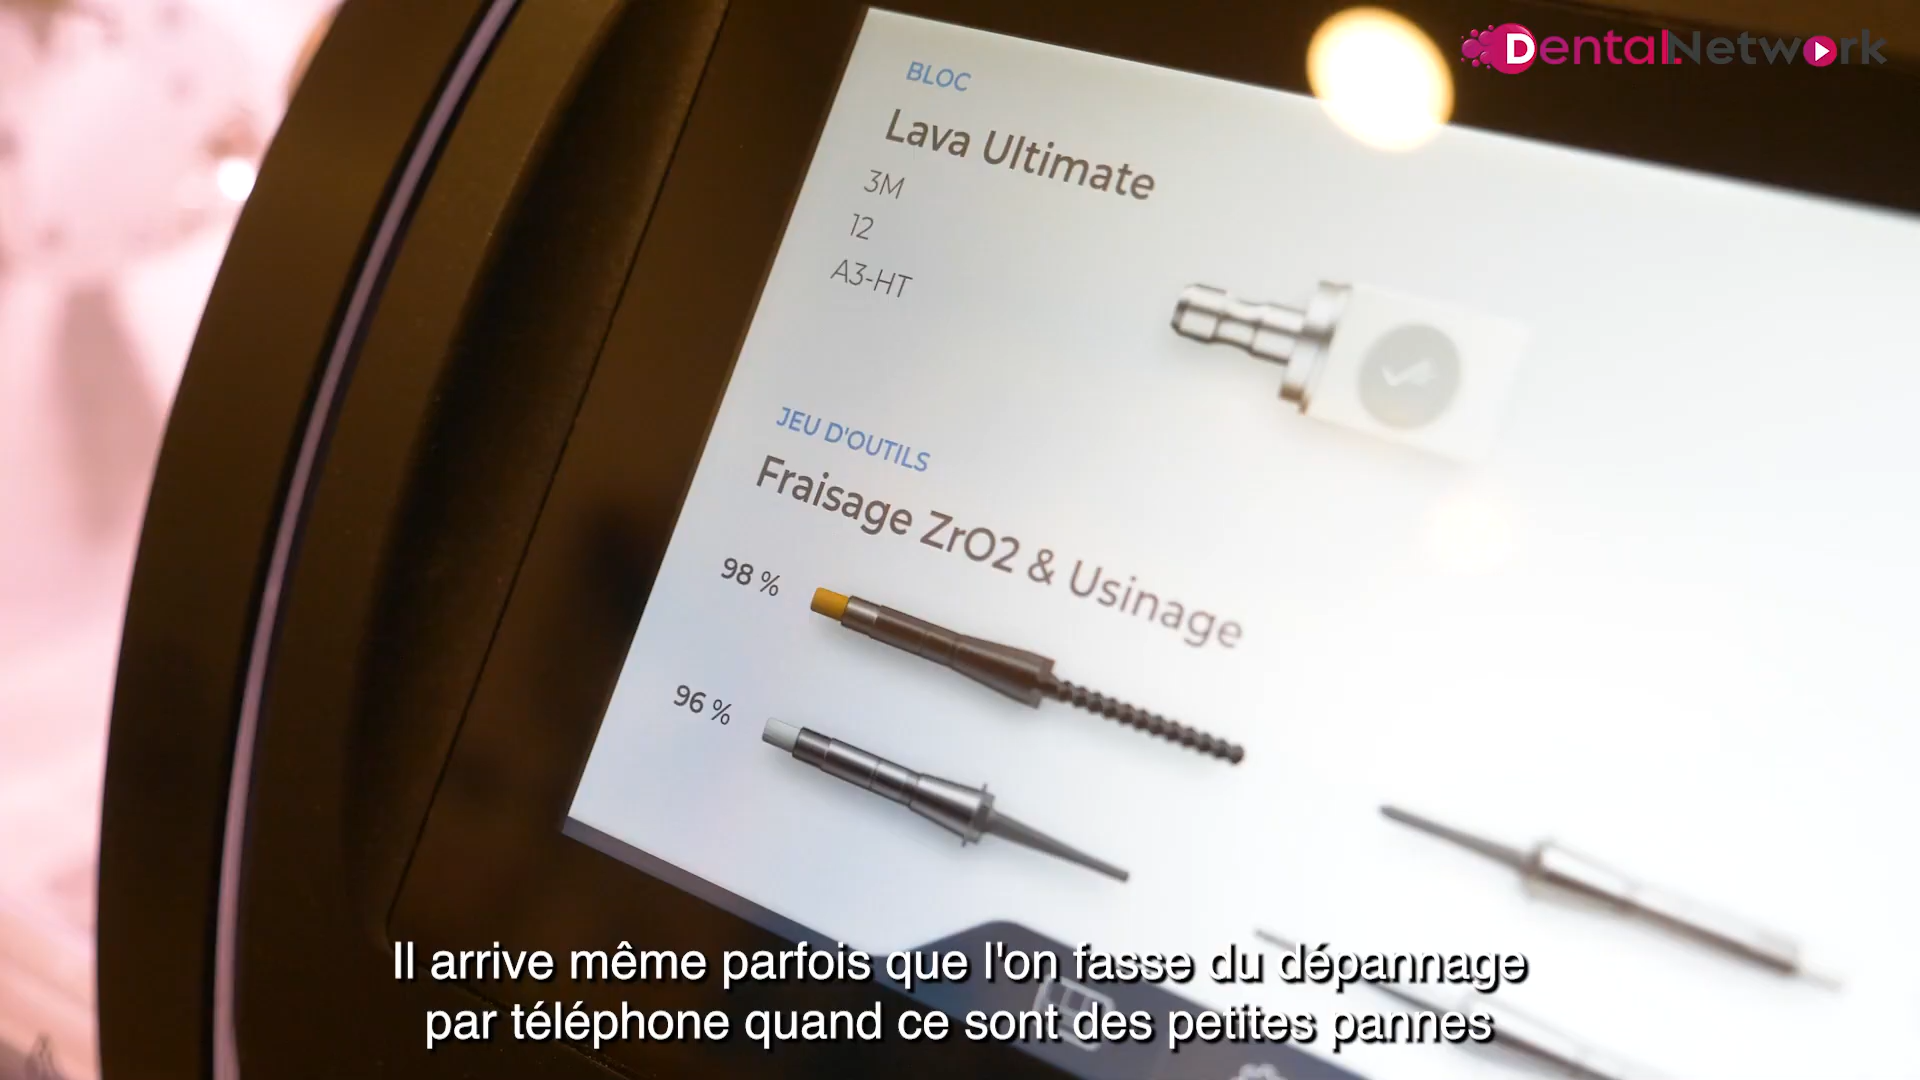 DentalNetwork
BLOC
Lava Ultimate
3M
12
A3-HT
JEU D'OUTILS
Fraisage ZrO2 & Usinage
98 %
96 %
Il arrive même parfois que l'on fasse du dépannage
par téléphone quand ce sont des petites pannes